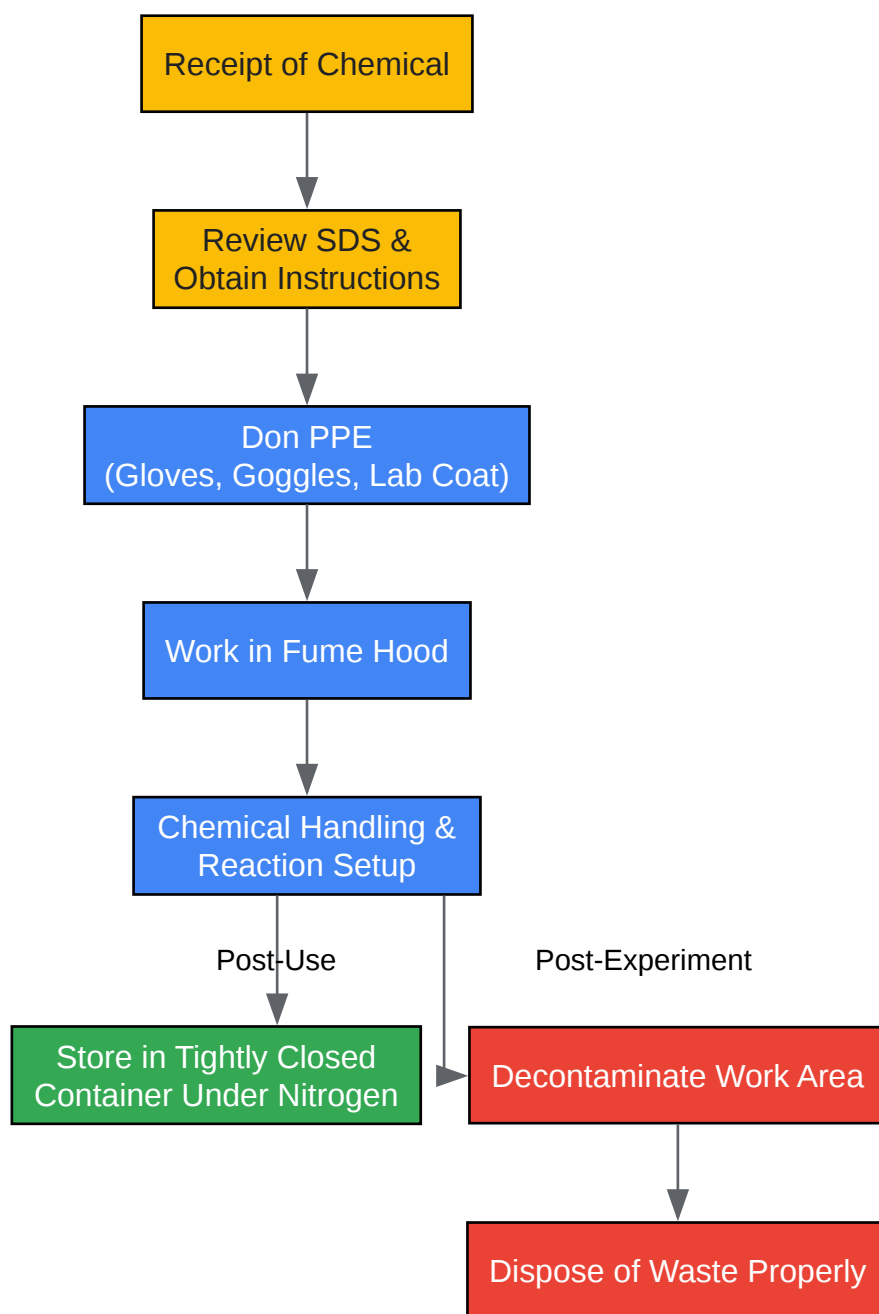 Receipt of Chemical
Review SDS &
Obtain Instructions
Don PPE
(Gloves, Goggles, Lab Coat)
Work in Fume Hood
Chemical Handling &
Reaction Setup
Post-Use
Post-Experiment
Store in Tightly Closed
Container Under Nitrogen
Decontaminate Work Area
Dispose of Waste Properly